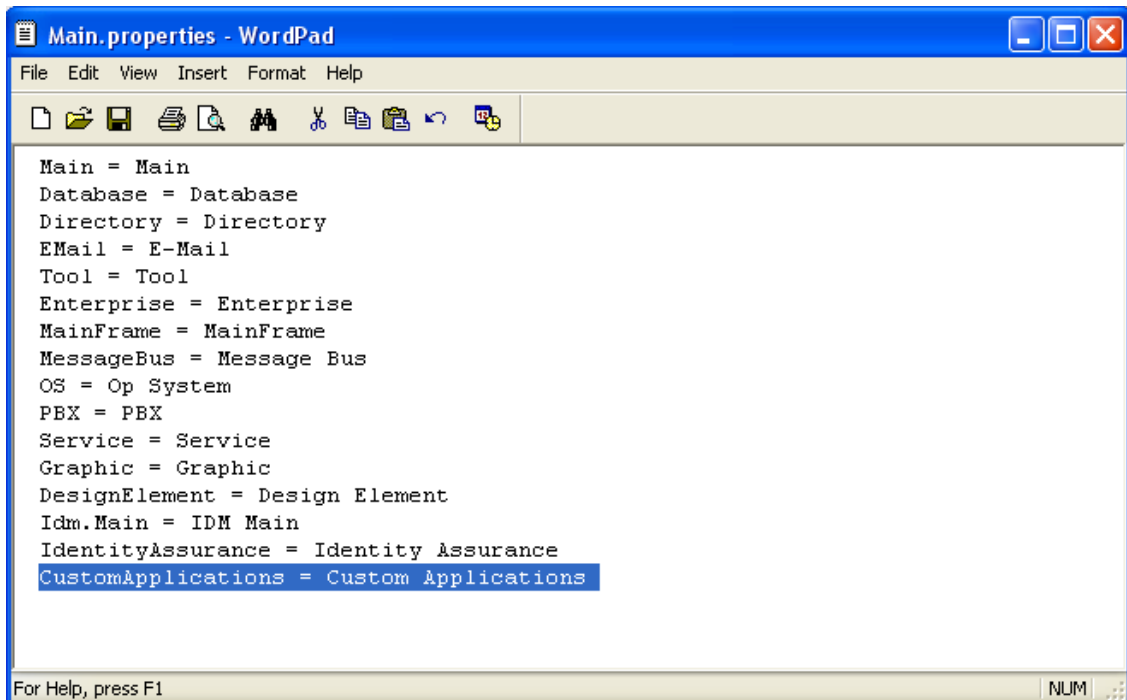 Main.properties - WordPad
File Edit View Insert Format Help
Main = Main
Database = Database
Directory = Directory
EMail = E-Mail
Tool = Tool
Enterprise = Enterprise
MainFrame = MainFrame
MessageBus = Message Bus
OS = Op System
PBX = PBX
Service = Service
Graphic = Graphic
DesignElement = Design Element
Idm.Main = IDM Main
IdentityAssurance = Identity Assurance
CustomApplications = Custom Applications
For Help, press F1 NUM